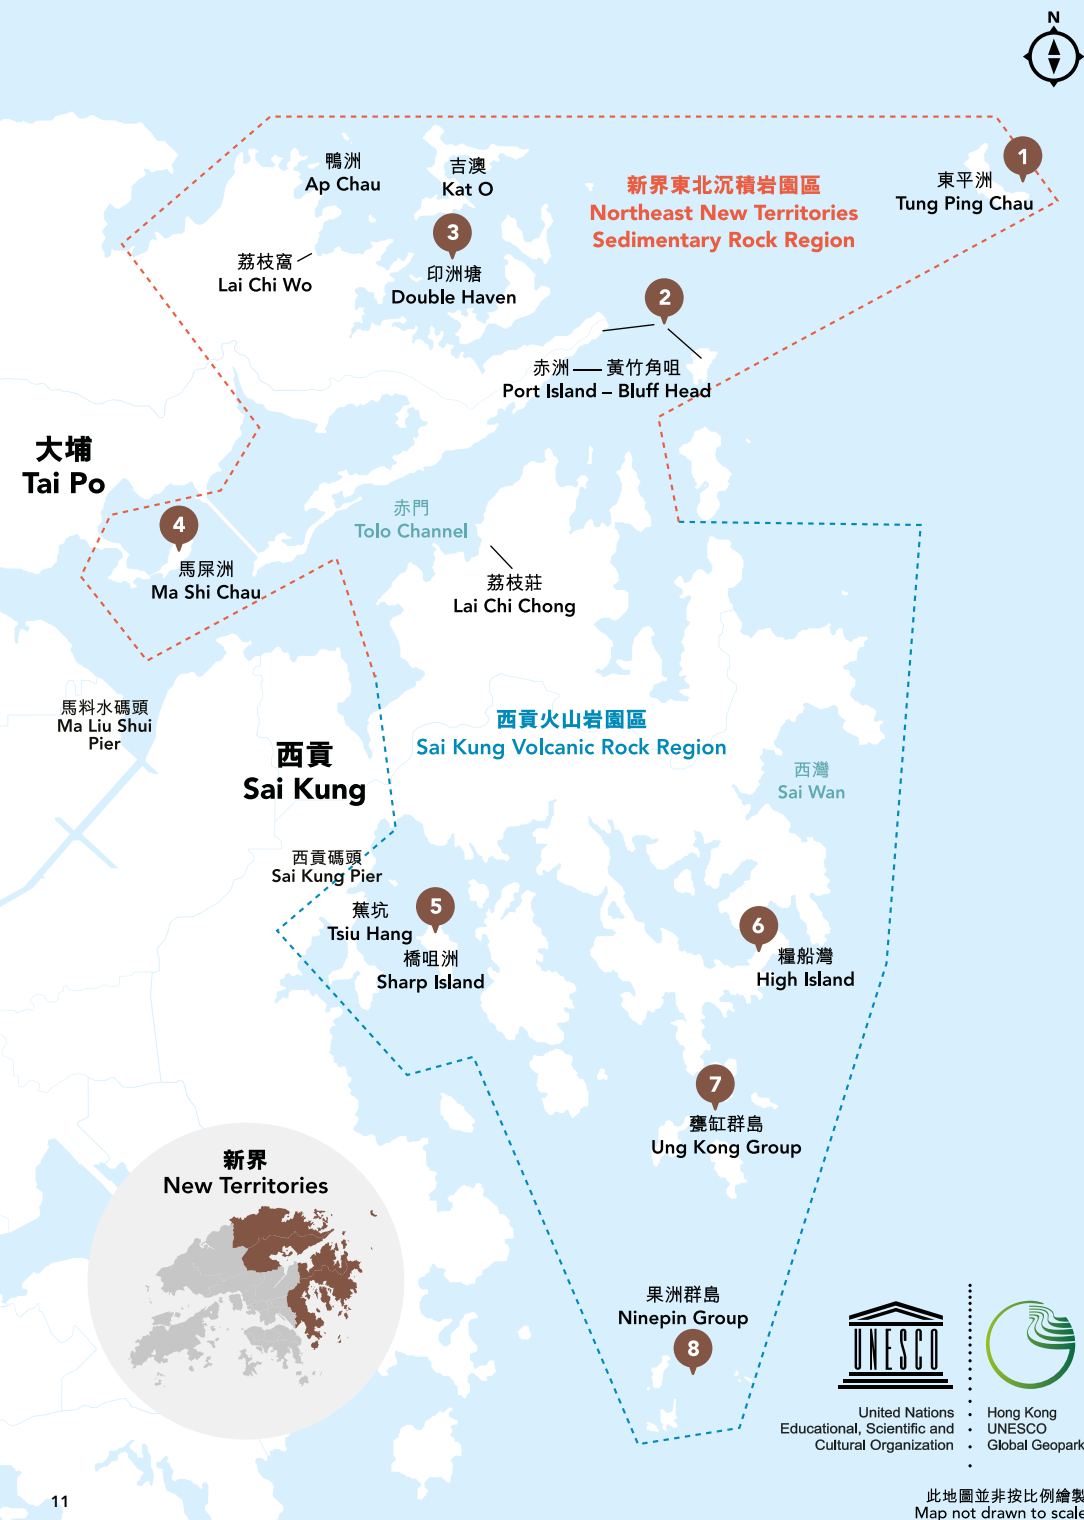 N
1
東平洲
Tung Ping Chau
鴨洲
Ap Chau
吉澳
Kat O
新界東北沉積岩園區
Northeast New Territories
Sedimentary Rock Region
3
印洲塘
Double Haven
荔枝窩
Lai Chi Wo
2
赤洲 — 黃竹角咀
Port Island – Bluff Head
大埔
Tai Po
4
馬屎洲
Ma Shi Chau
赤門
Tolo Channel
荔枝莊
Lai Chi Chong
馬料水碼頭
Ma Liu Shui
Pier
西貢
Sai Kung
西貢火山岩園區
Sai Kung Volcanic Rock Region
西灣
Sai Wan
西貢碼頭
Sai Kung Pier
蕉坑
Tsiu Hang
5
橋咀洲
Sharp Island
6
糧船灣
High Island
7
甕缸群島
Ung Kong Group
新界
New Territories
果洲群島
Ninepin Group
8
UNESCO
United Nations
Educational, Scientific and
Cultural Organization
Hong Kong
UNESCO
Global Geopark
11
此地圖並非按比例繪製
Map not drawn to scale